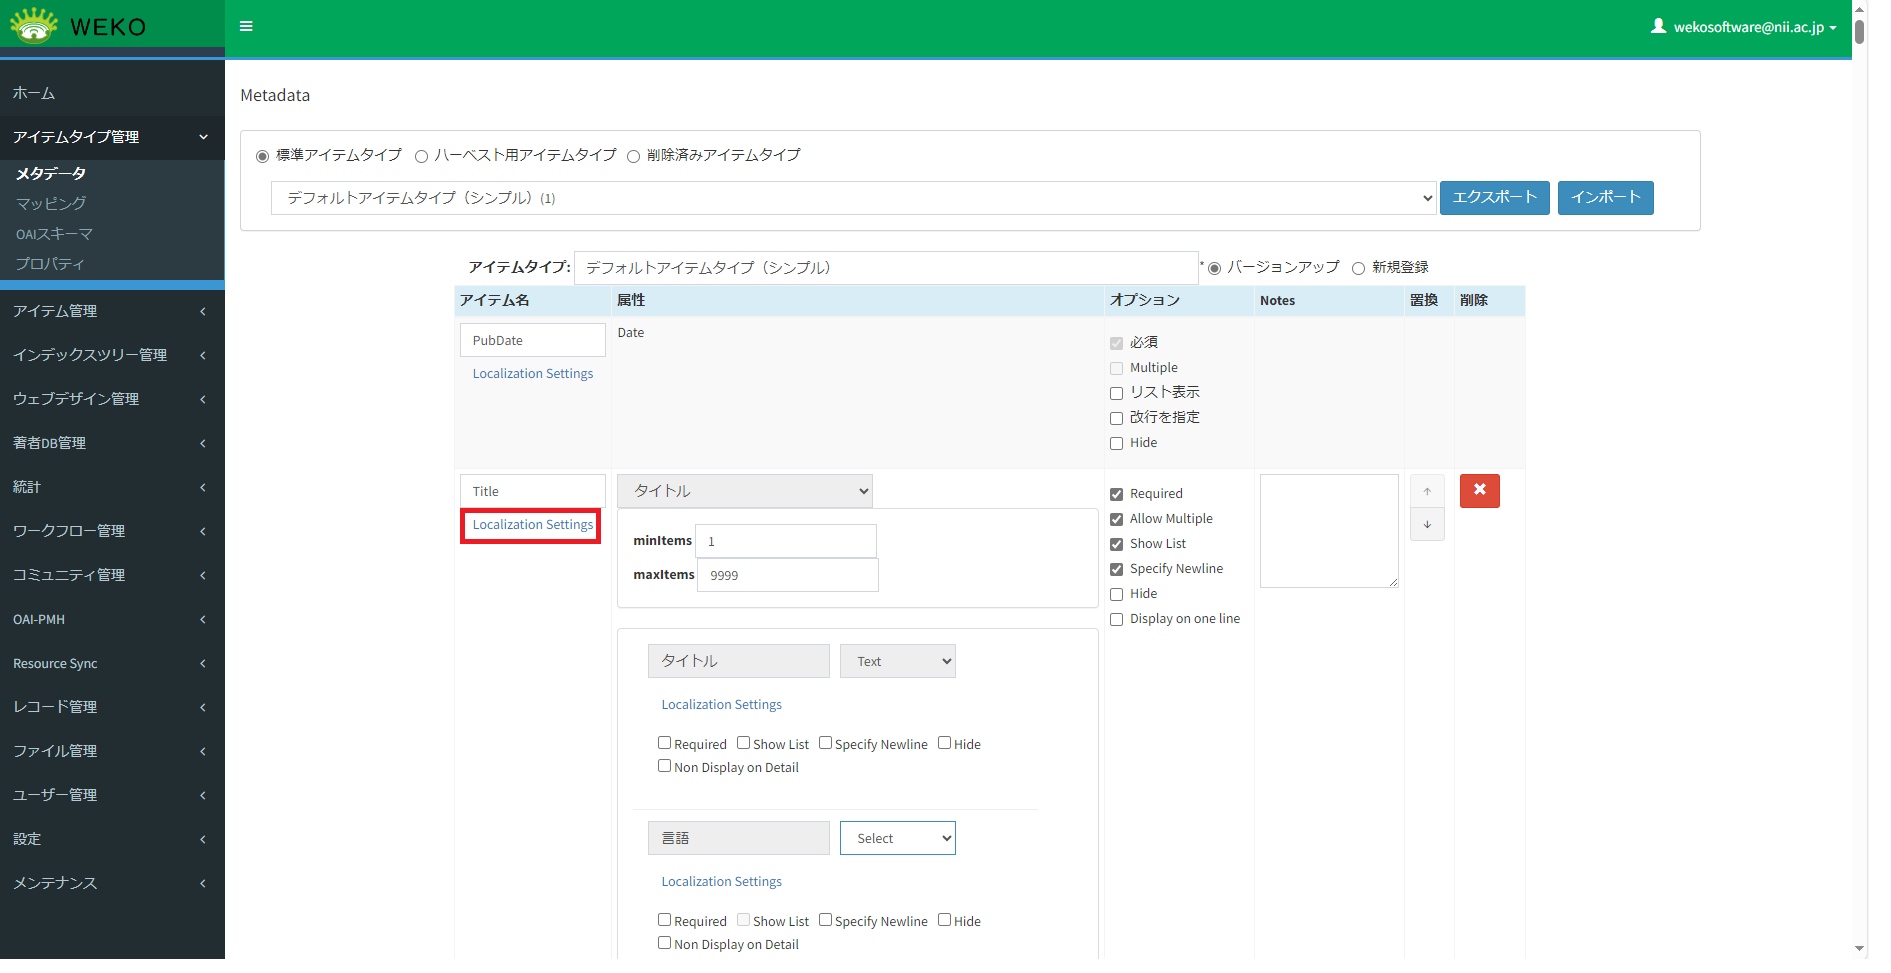 WEKO
wekosoftware@nii.ac.jp
ホーム
アイテムタイプ管理
メタデータ
マッピング
OAIスキーマ
プロパティ
アイテム管理
インデックスツリー管理
ウェブデザイン管理
著者DB管理
統計
ワークフロー管理
コミュニティ管理
OAI-PMH
Resource Sync
レコード管理
ファイル管理
ユーザー管理
設定
メンテナンス
Metadata
標準アイテムタイプ ハーベスト用アイテムタイプ 削除済みアイテムタイプ
デフォルトアイテムタイプ（シンプル）(1) エクスポート インポート
アイテムタイプ: デフォルトアイテムタイプ（シンプル） * バージョンアップ 新規登録
アイテム名 属性 オプション Notes 置換 削除
PubDate
Localization Settings
Date
必須
Multiple
リスト表示
改行を指定
Hide
Title
Localization Settings
タイトル
minItems 1
maxItems 9999
タイトル Text
Localization Settings
Required Show List Specify Newline Hide
Non Display on Detail
言語 Select
Localization Settings
Required Show List Specify Newline Hide
Non Display on Detail
Required
Allow Multiple
Show List
Specify Newline
Hide
Display on one line
↑
↓